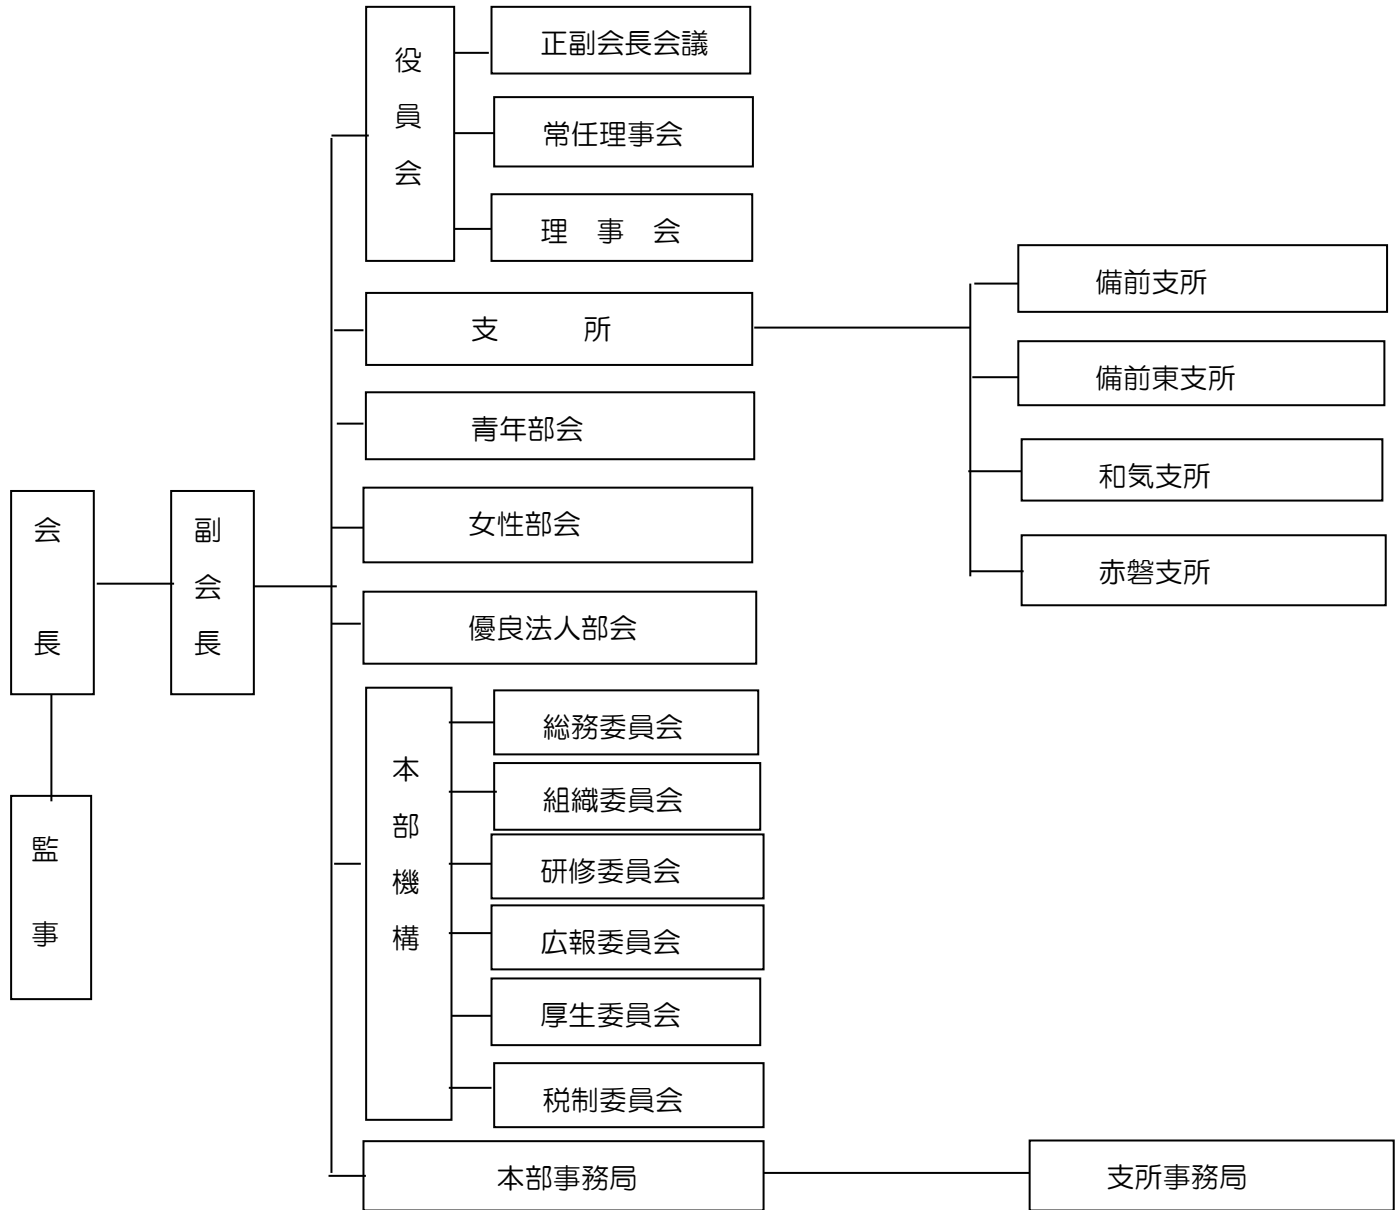 会長
副会長
監事
役員会
正副会長会議
常任理事会
理　事　会
支　　　所
備前支所
備前東支所
和気支所
赤磐支所
青年部会
女性部会
優良法人部会
本部機構
総務委員会
組織委員会
研修委員会
広報委員会
厚生委員会
税制委員会
本部事務局
支所事務局